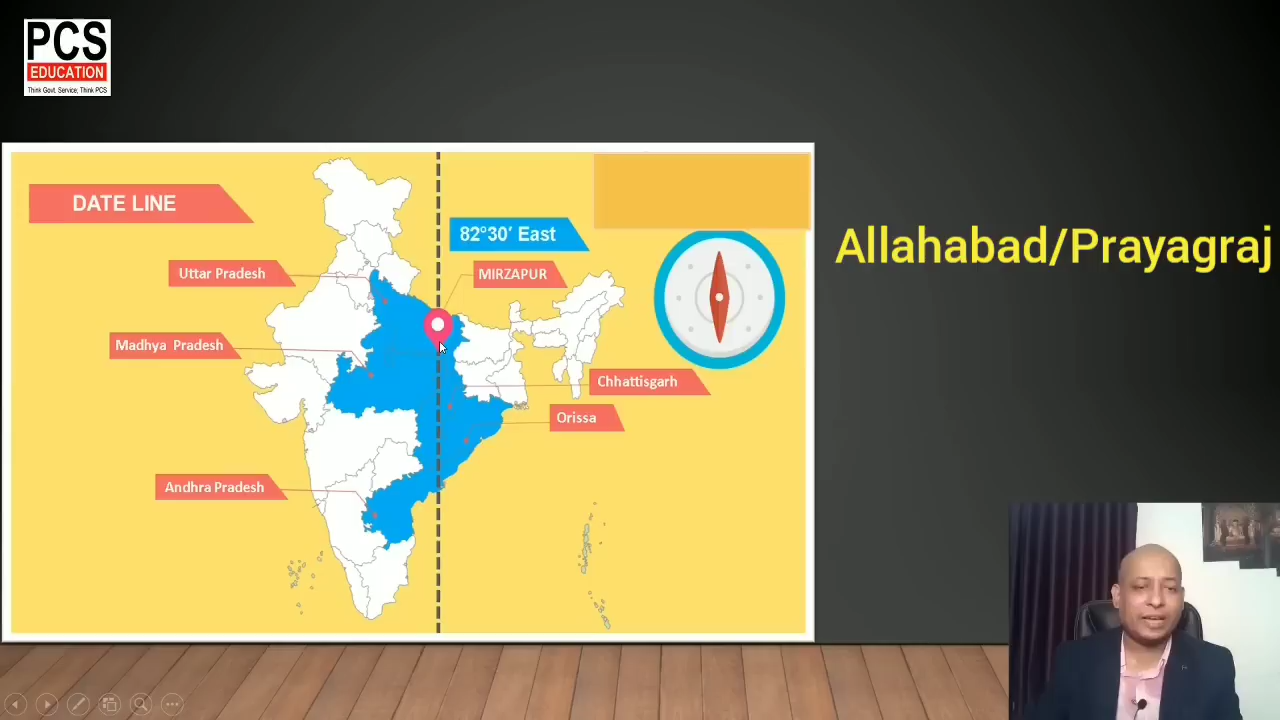 PCS
EDUCATION
Think Govt. Service; Think PCS
DATE LINE
82°30′ East
Allahabad/Prayagraj
Uttar Pradesh
MIRZAPUR
Madhya Pradesh
Chhattisgarh
Orissa
Andhra Pradesh